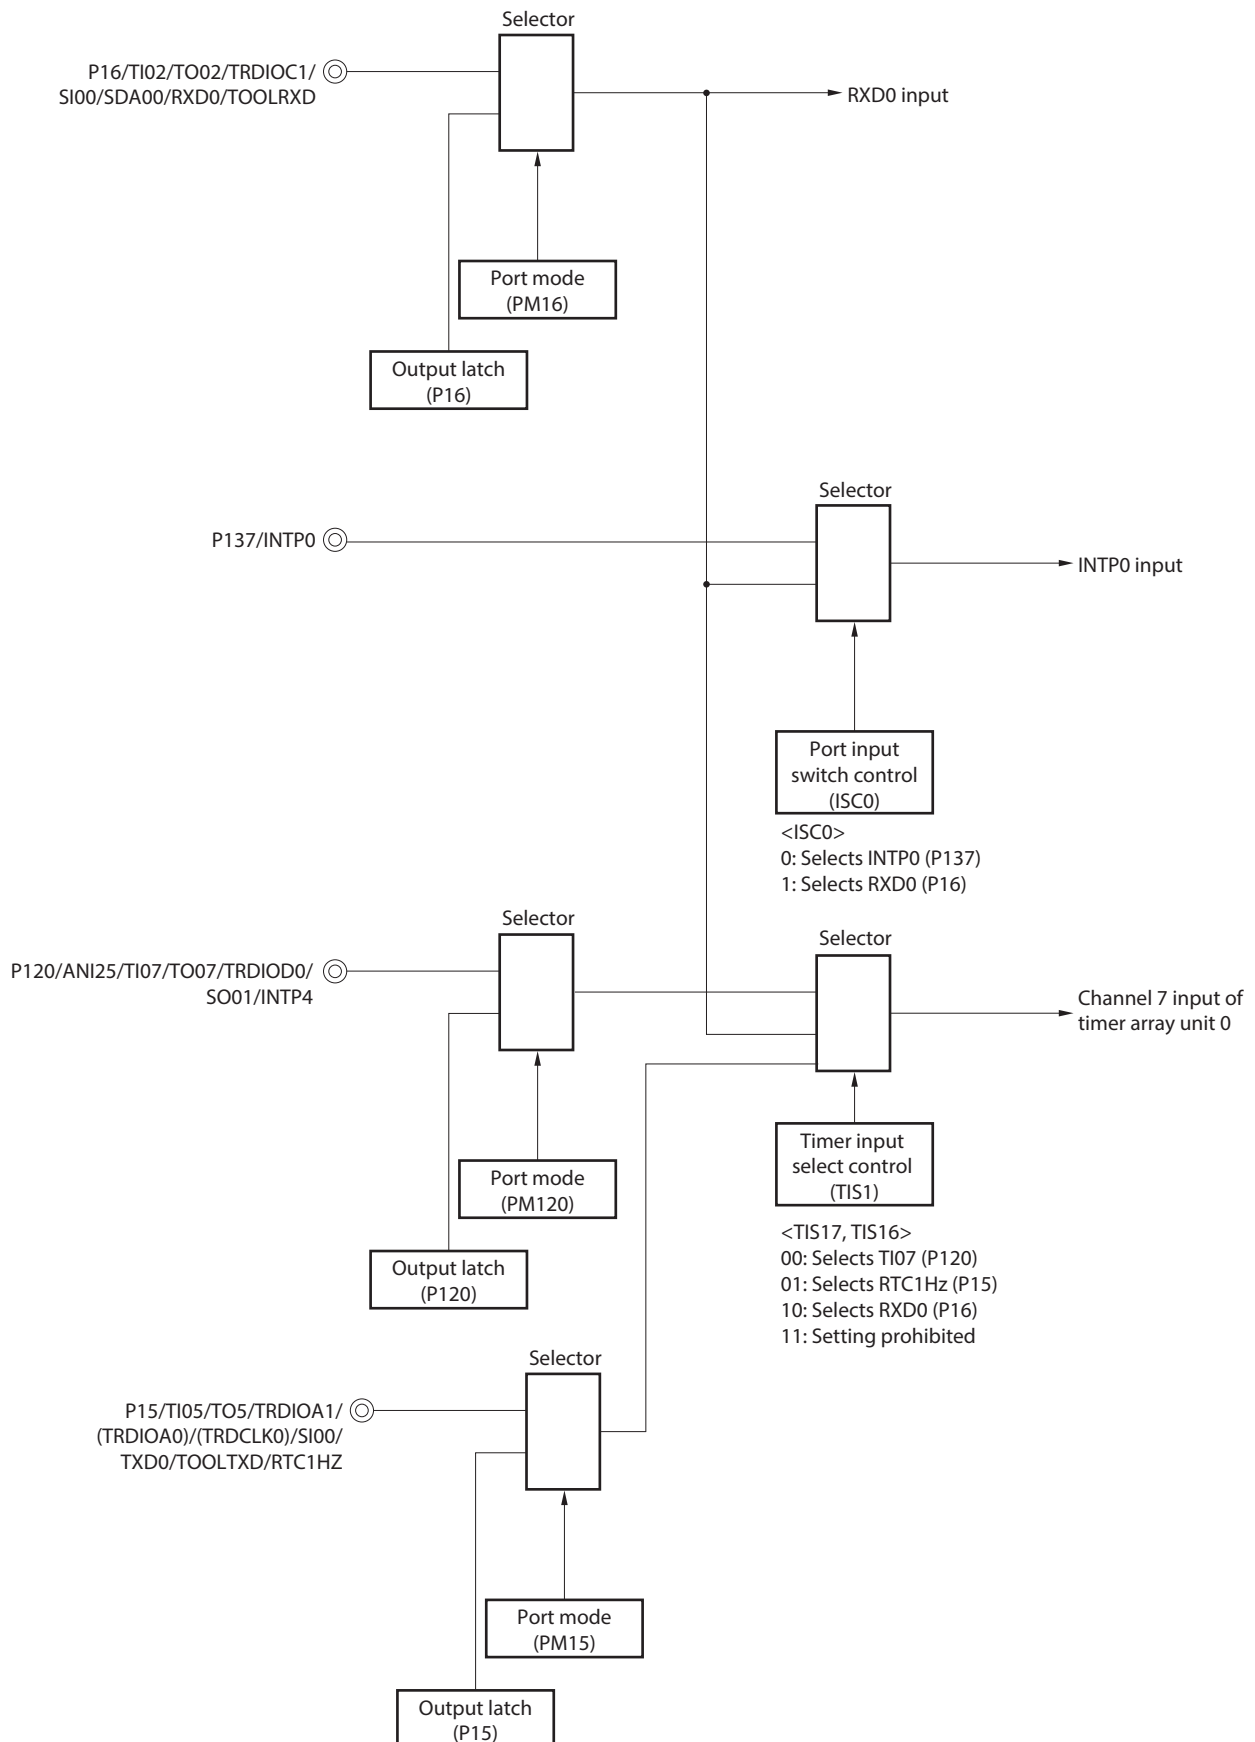 Selector
P16/TI02/TO02/TRDIOC1/
SI00/SDA00/RXD0/TOOLRXD
RXD0 input
Port mode
(PM16)
Output latch
(P16)
Selector
P137/INTP0
INTP0 input
Port input
switch control
(ISC0)
<ISC0>
0: Selects INTP0 (P137)
1: Selects RXD0 (P16)
Selector
Selector
P120/ANI25/TI07/TO07/TRDIOD0/
SO01/INTP4
Channel 7 input of
timer array unit 0
Port mode
(PM120)
Timer input
select control
(TIS1)
<TIS17, TIS16>
00: Selects TI07 (P120)
01: Selects RTC1Hz (P15)
10: Selects RXD0 (P16)
11: Setting prohibited
Output latch
(P120)
Selector
P15/TI05/TO5/TRDIOA1/
(TRDIOA0)/(TRDCLK0)/SI00/
TXD0/TOOLTXD/RTC1HZ
Port mode
(PM15)
Output latch
(P15)